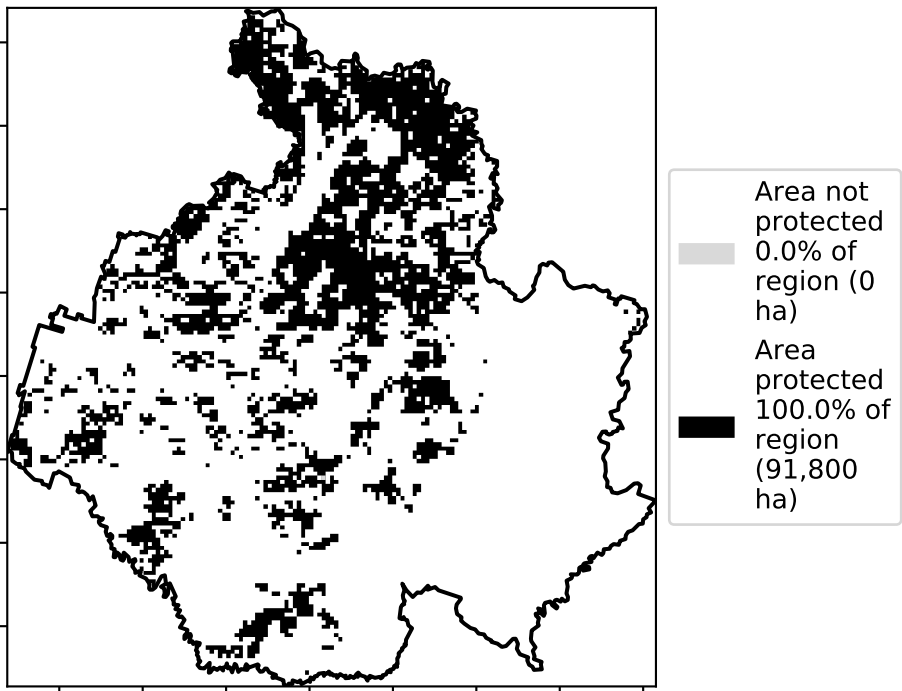 Area not
protected
0.0% of
region (0
ha)
Area
protected
100.0% of
region
(91,800
ha)